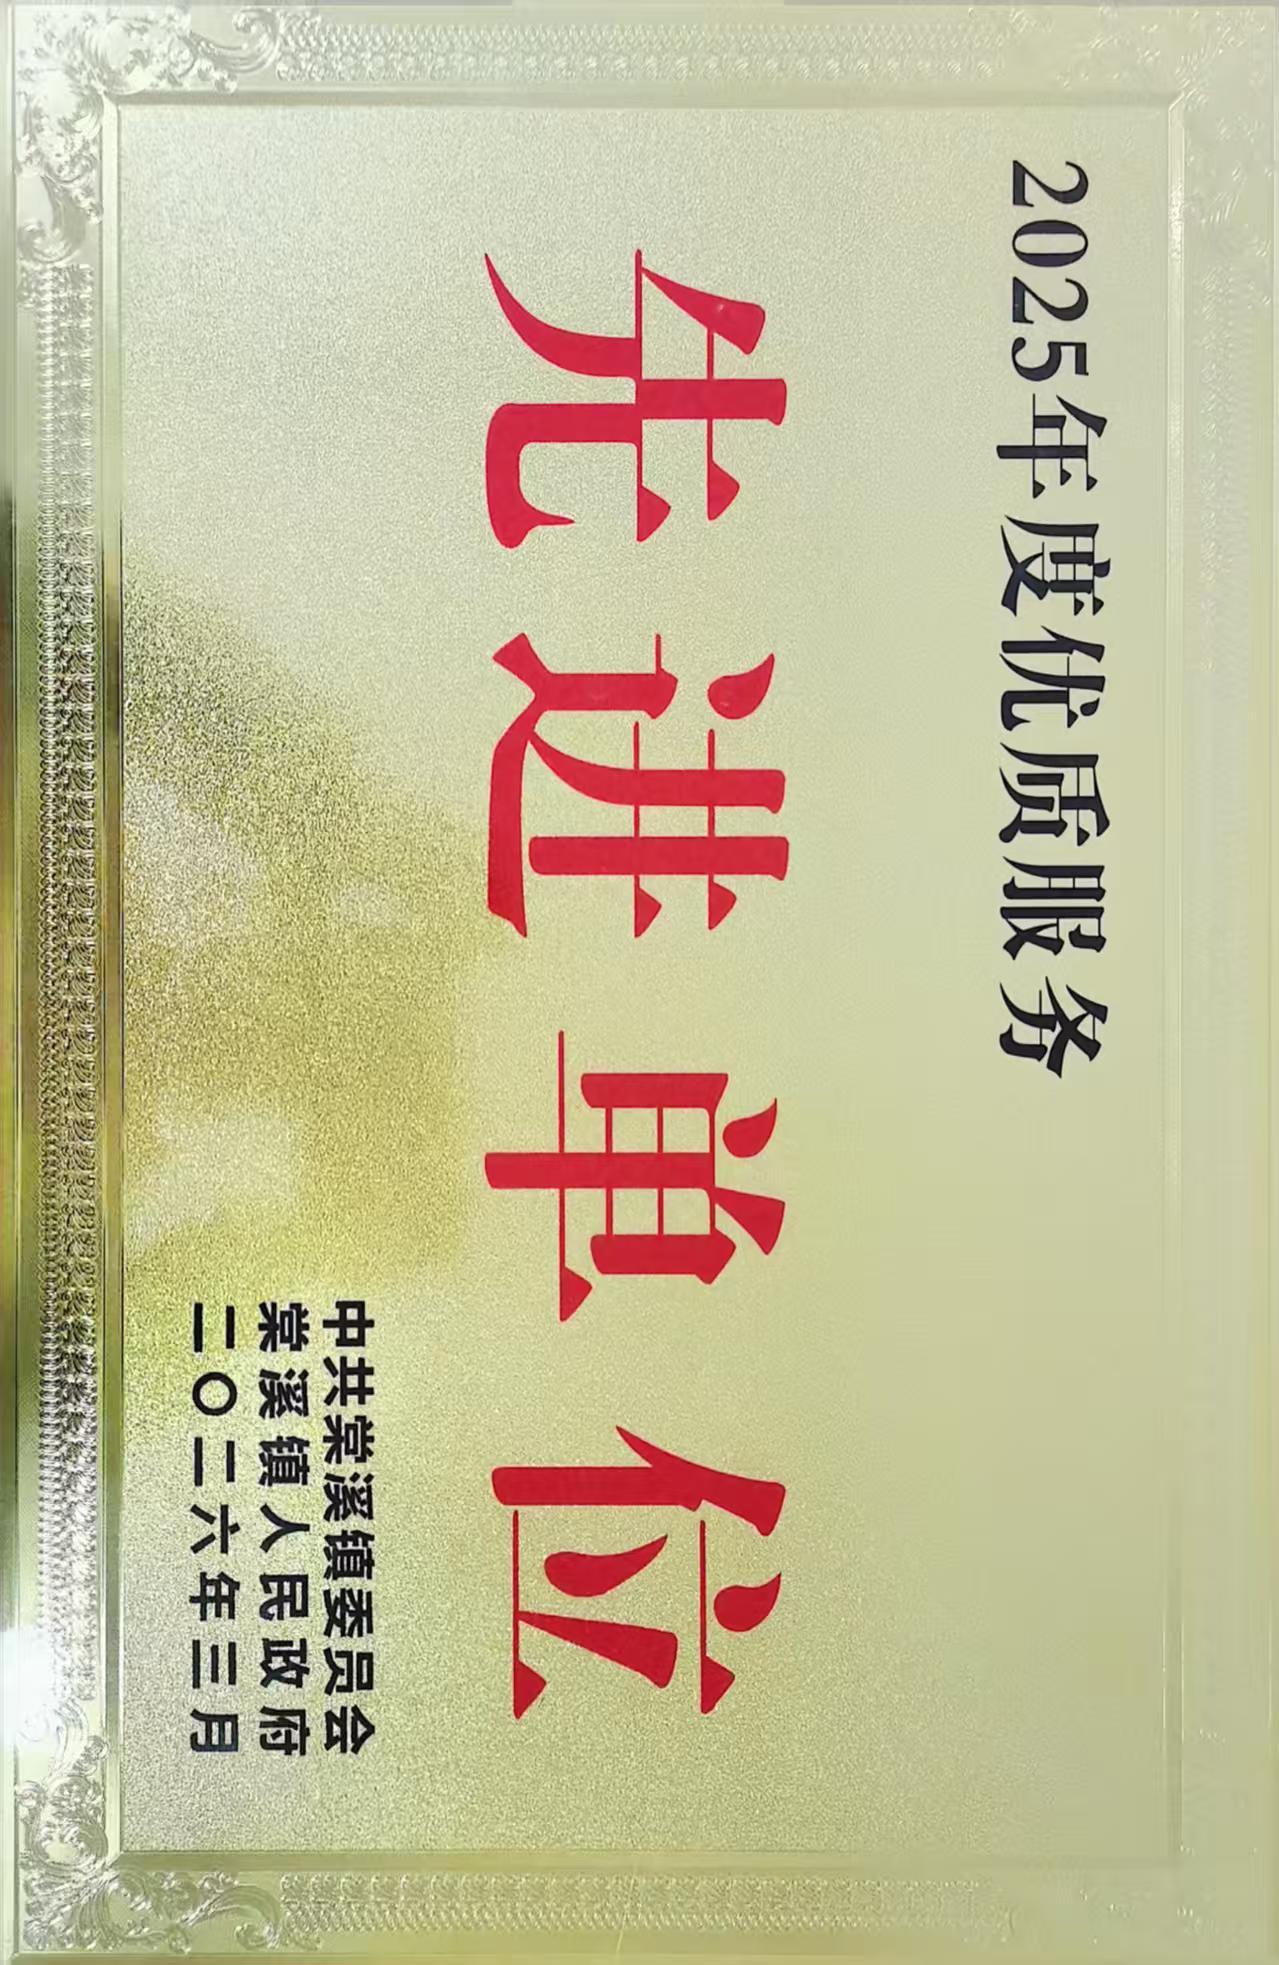 2025年度优质服务
先进单位
中共棠溪镇委员会
棠溪镇人民政府
二〇二六年三月